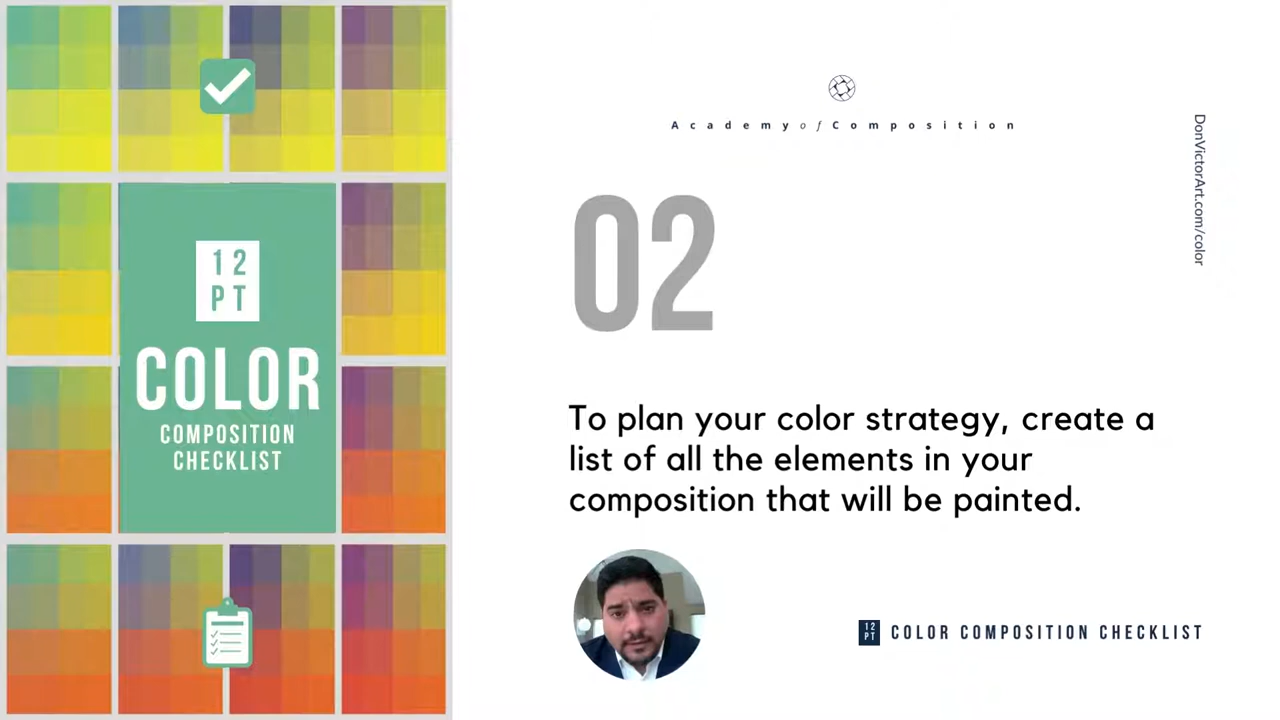 12
PT
COLOR
COMPOSITION
CHECKLIST
Academy of Composition
DonVictorArt.com/color
02
To plan your color strategy, create a
list of all the elements in your
composition that will be painted.
12
PT
COLOR COMPOSITION CHECKLIST